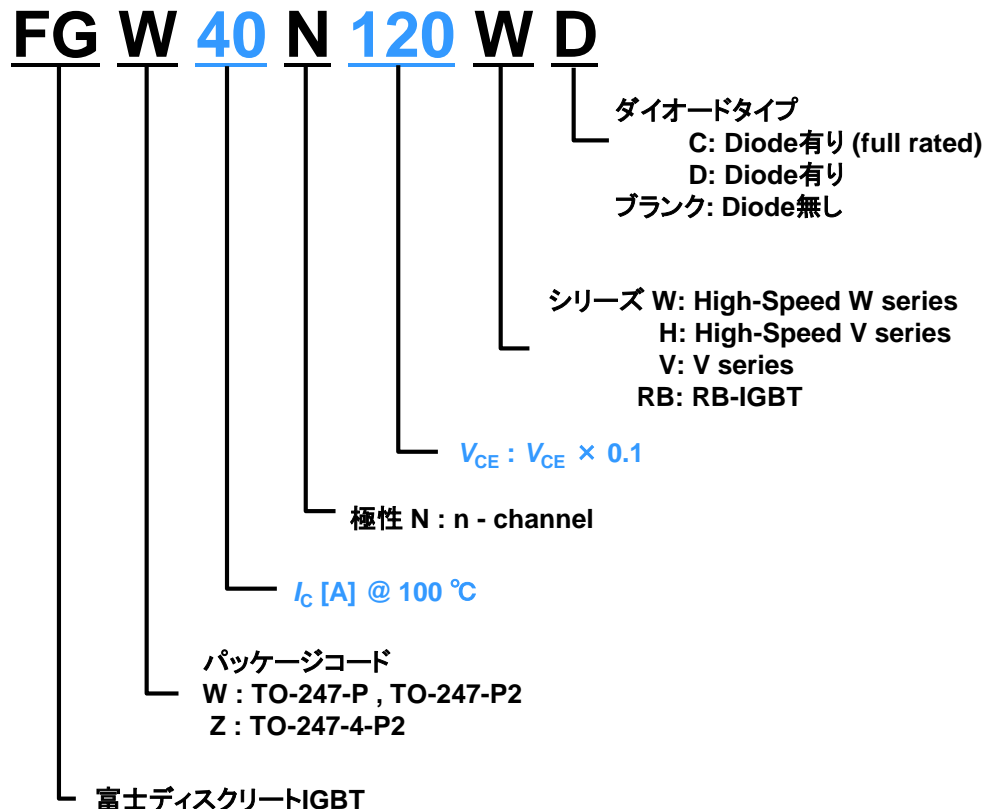 FG W 40 N 120 W D
ダイオードタイプ
C: Diode有り (full rated)
D: Diode有り
ブランク: Diode無し
シリーズ W: High-Speed W series
H: High-Speed V series
V: V series
RB: RB-IGBT
VCE : VCE × 0.1
極性 N : n - channel
IC [A] @ 100 ℃
パッケージコード
W : TO-247-P , TO-247-P2
Z : TO-247-4-P2
富士ディスクリートIGBT